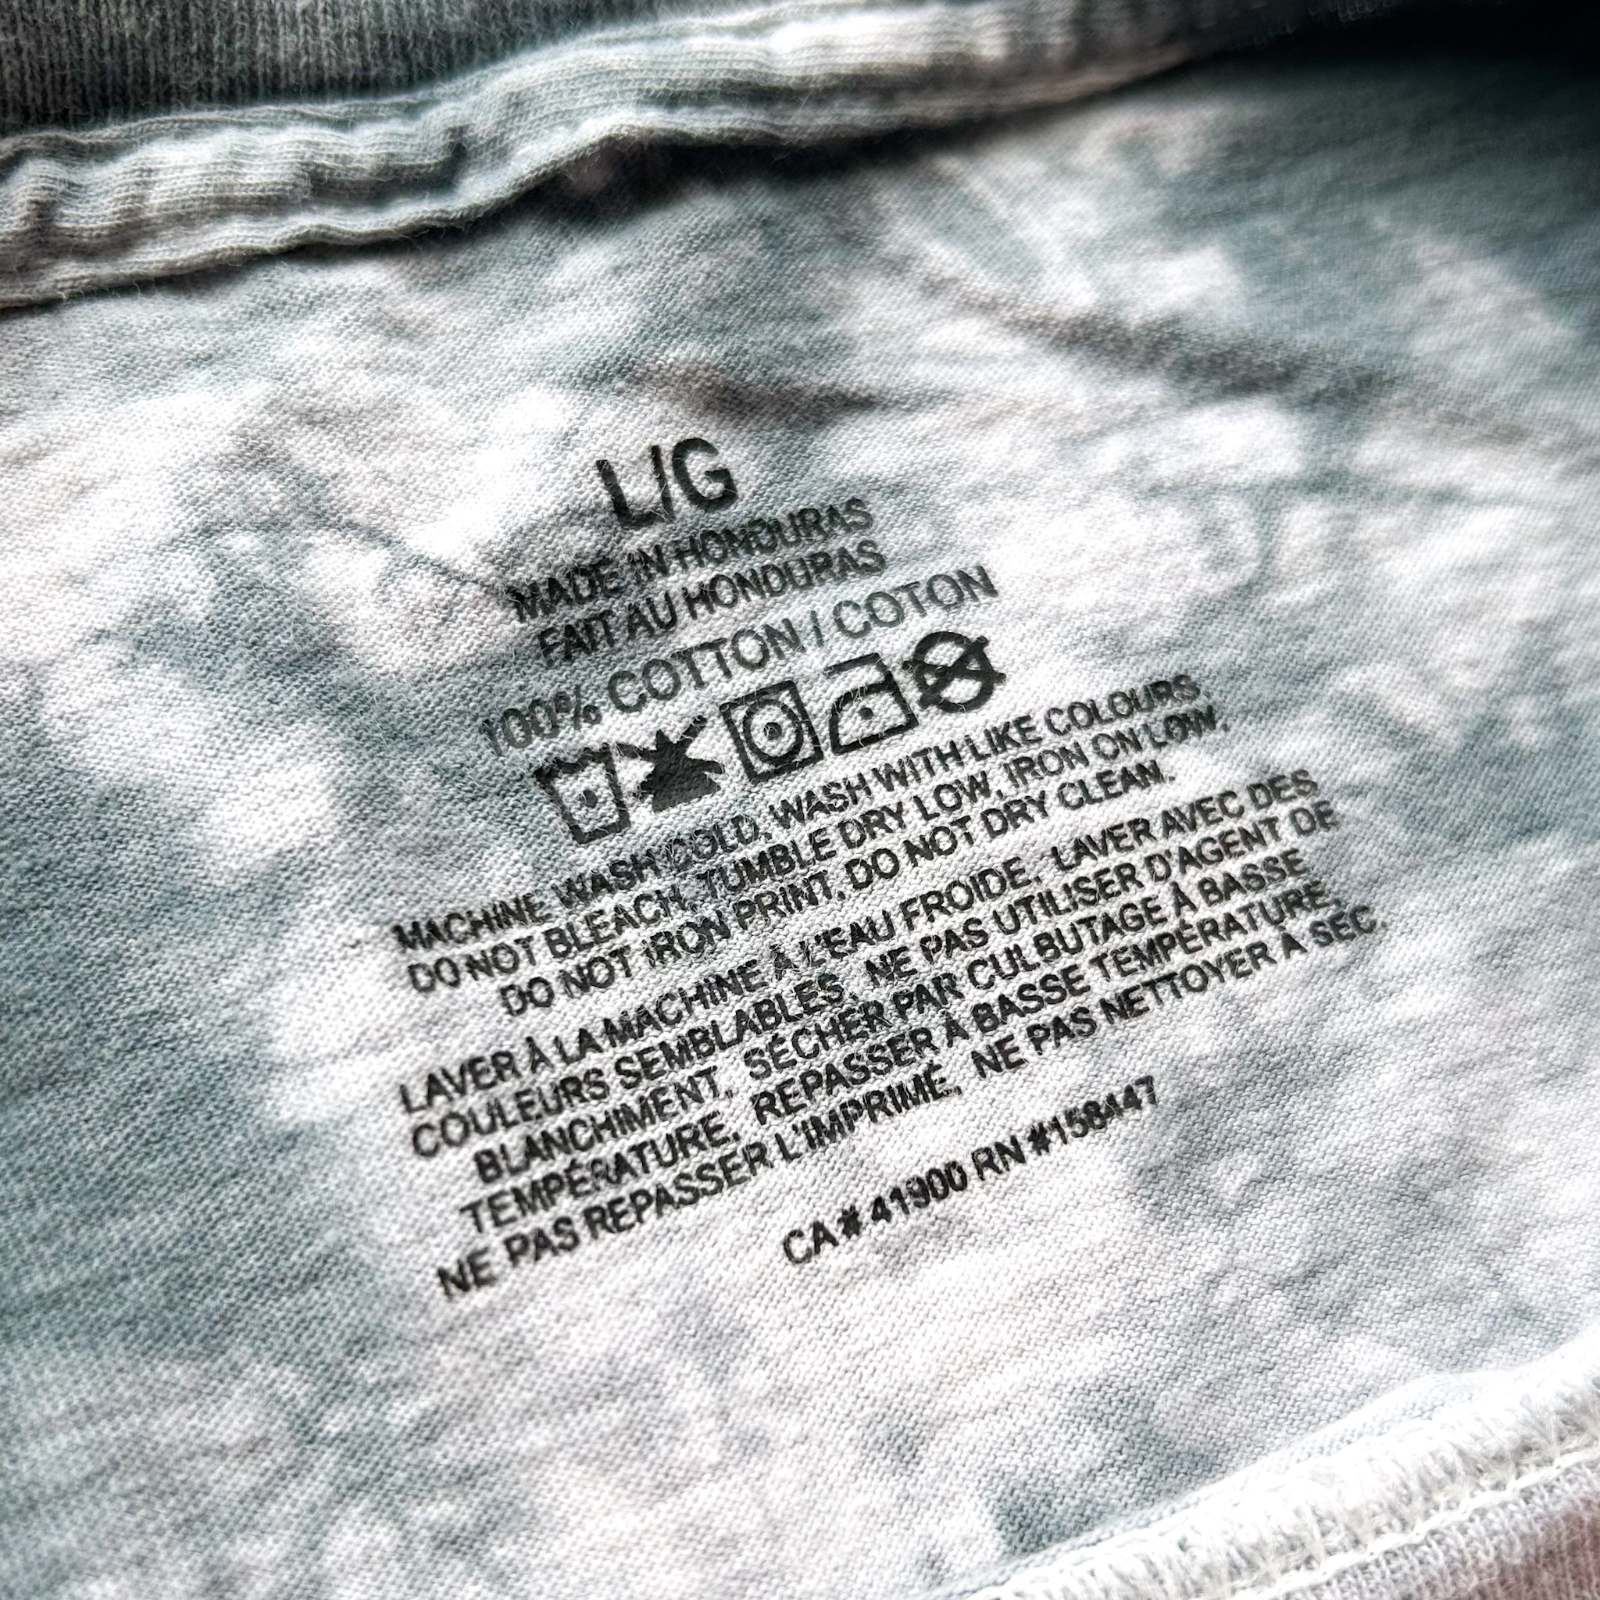 L/G
MADE IN HONDURAS
FAIT AU HONDURAS
100% COTTON / COTON
MACHINE WASH COLD. WASH WITH LIKE COLOURS.
DO NOT BLEACH. TUMBLE DRY LOW. IRON ON LOW.
DO NOT IRON PRINT. DO NOT DRY CLEAN.
LAVER À LA MACHINE À L'EAU FROIDE. LAVER AVEC DES
COULEURS SEMBLABLES. NE PAS UTILISER D'AGENT DE
BLANCHIMENT. SÉCHER PAR CULBUTAGE À BASSE
TEMPÉRATURE. REPASSER À BASSE TEMPÉRATURE.
NE PAS REPASSER L'IMPRIMÉ. NE PAS NETTOYER À SEC.
CA # 41900 RN #158447